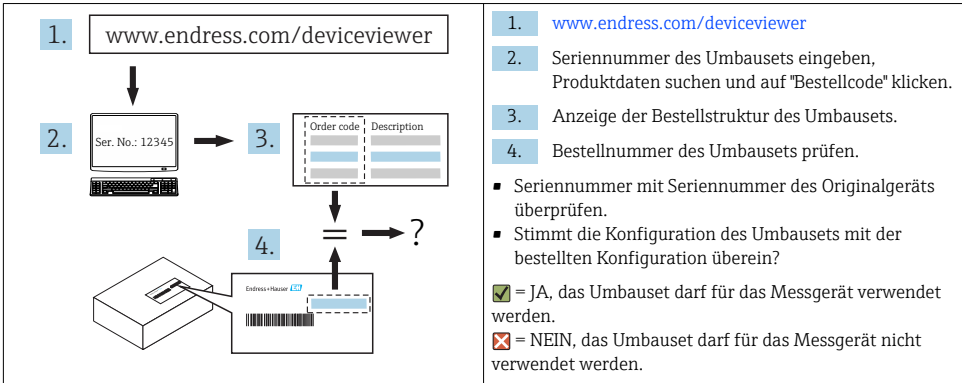 1. www.endress.com/deviceviewer
2. Ser. No.: 12345
3. Order code Description
4.
= ?
Endress+Hauser EH
1. www.endress.com/deviceviewer
2. Seriennummer des Umbausets eingeben,
Produktdaten suchen und auf "Bestellcode" klicken.
3. Anzeige der Bestellstruktur des Umbausets.
4. Bestellnummer des Umbausets prüfen.
▪ Seriennummer mit Seriennummer des Originalgeräts
überprüfen.
▪ Stimmt die Konfiguration des Umbausets mit der
bestellten Konfiguration überein?
☑ = JA, das Umbauset darf für das Messgerät verwendet
werden.
☒ = NEIN, das Umbauset darf für das Messgerät nicht
verwendet werden.